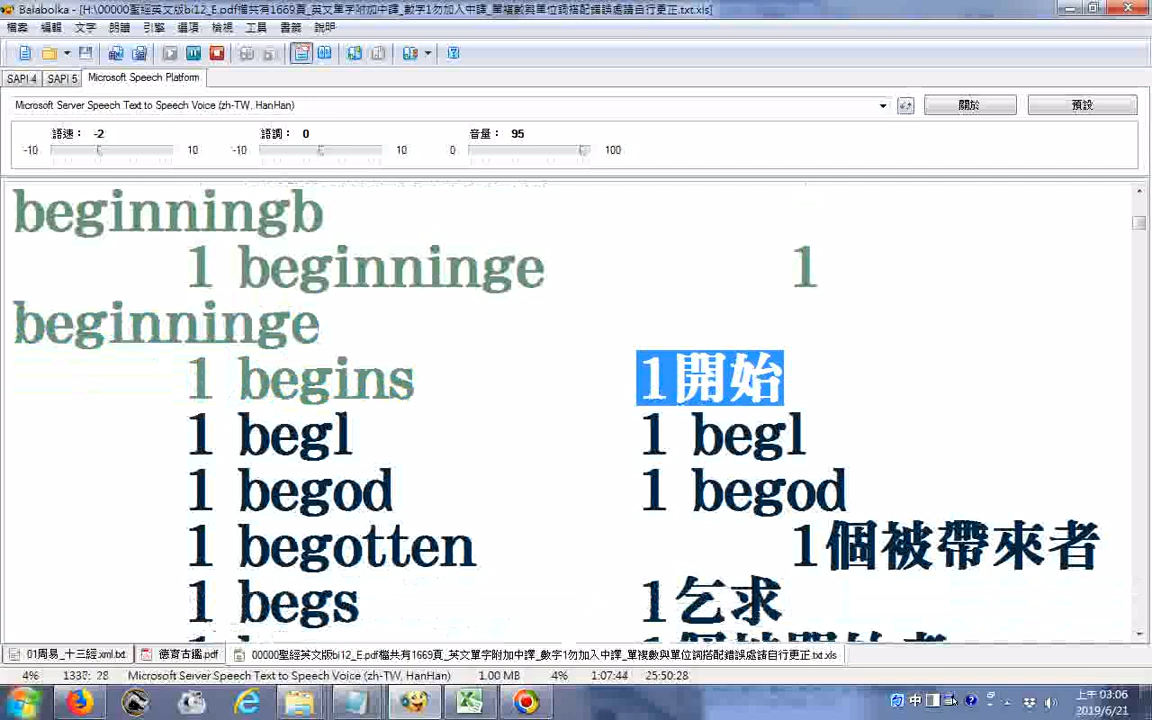 Balabolka - [H:\00000聖經英文版bi12_E.pdf檔共有1669頁_英文單字附加中譯_數字1勿加入中譯_單複數與單位詞搭配錯誤處請自行更正.txt.xls]
檔案 編輯 文字 朗讀 引擎 選項 檢視 工具 書籤 說明
SAPI 4 SAPI 5 Microsoft Speech Platform
Microsoft Server Speech Text to Speech Voice (zh-TW, HanHan) 關於 預設
語速： -2 語調： 0 音量： 95
-10 10 -10 10 0 100
beginningb
1 beginninge 1
beginninge
1 begins 1開始
1 begl 1 begl
1 begod 1 begod
1 begotten 1個被帶來者
1 begs 1乞求
01周易_十三經.xml.txt 德育古鑑.pdf 00000聖經英文版bi12_E.pdf檔共有1669頁_英文單字附加中譯_數字1勿加入中譯_單複數與單位詞搭配錯誤處請自行更正.txt.xls
4% 1338: 28 Microsoft Server Speech Text to Speech Voice (zh-TW, HanHan) 1.00 MB 4% 1:07:44 25:50:28
中 上午 03:06
2019/6/21